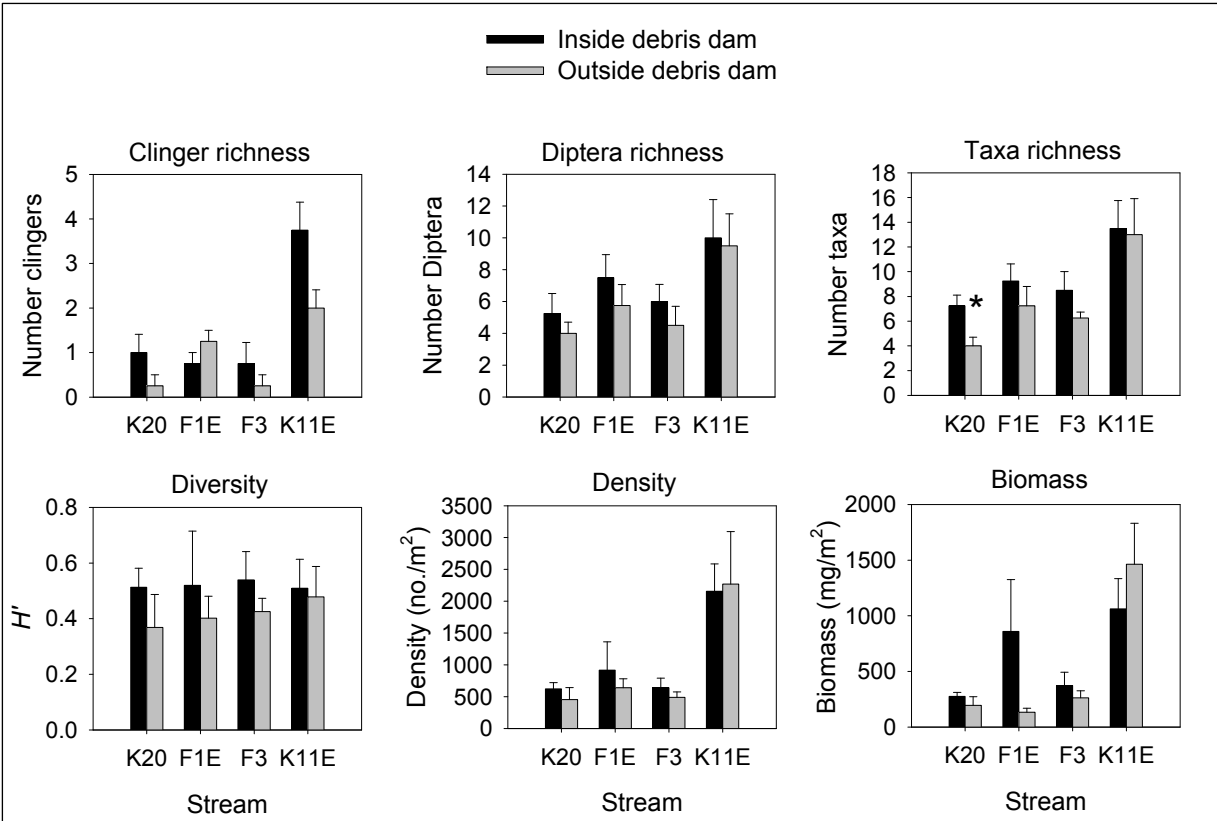 Inside debris dam
Outside debris dam
Clinger richness
Number clingers
5
4
3
2
1
0
K20 F1E F3 K11E
Diptera richness
Number Diptera
14
12
10
8
6
4
2
0
K20 F1E F3 K11E
Taxa richness
Number taxa
18
16
14
12
10
8
6
4
2
0
*
K20 F1E F3 K11E
Diversity
H'
0.8
0.6
0.4
0.2
0.0
K20 F1E F3 K11E
Stream
Density
Density (no./m²)
3500
3000
2500
2000
1500
1000
500
0
K20 F1E F3 K11E
Biomass
Biomass (mg/m²)
2000
1500
1000
500
0
K20 F1E F3 K11E
Stream